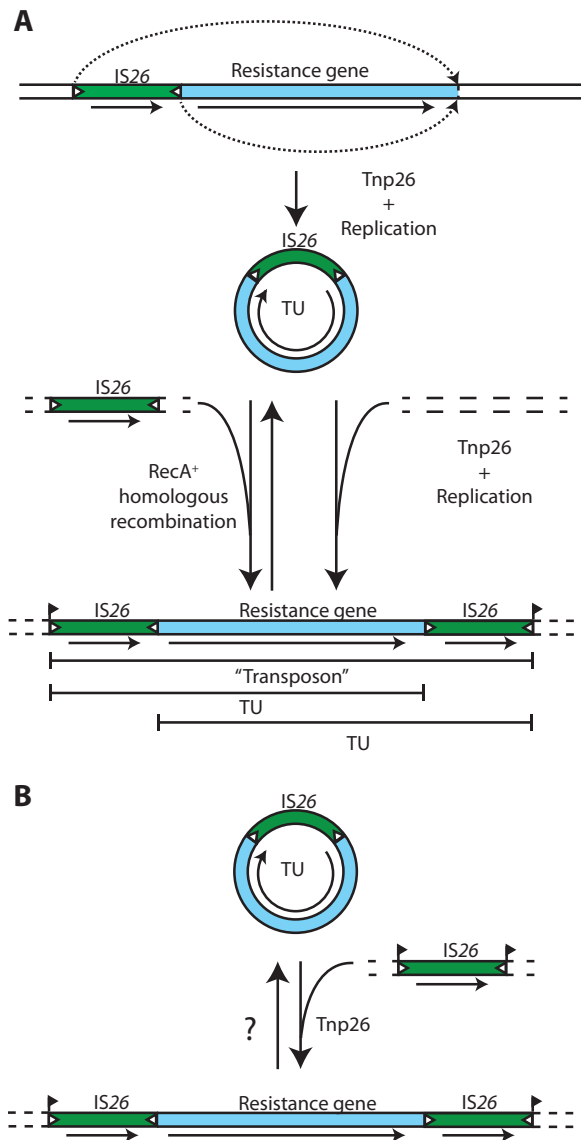 A
IS26
Resistance gene
Tnp26
+
Replication
IS26
TU
IS26
RecA⁺
homologous
recombination
Tnp26
+
Replication
IS26
Resistance gene
IS26
“Transposon”
TU
TU
B
IS26
TU
IS26
?
Tnp26
IS26
Resistance gene
IS26